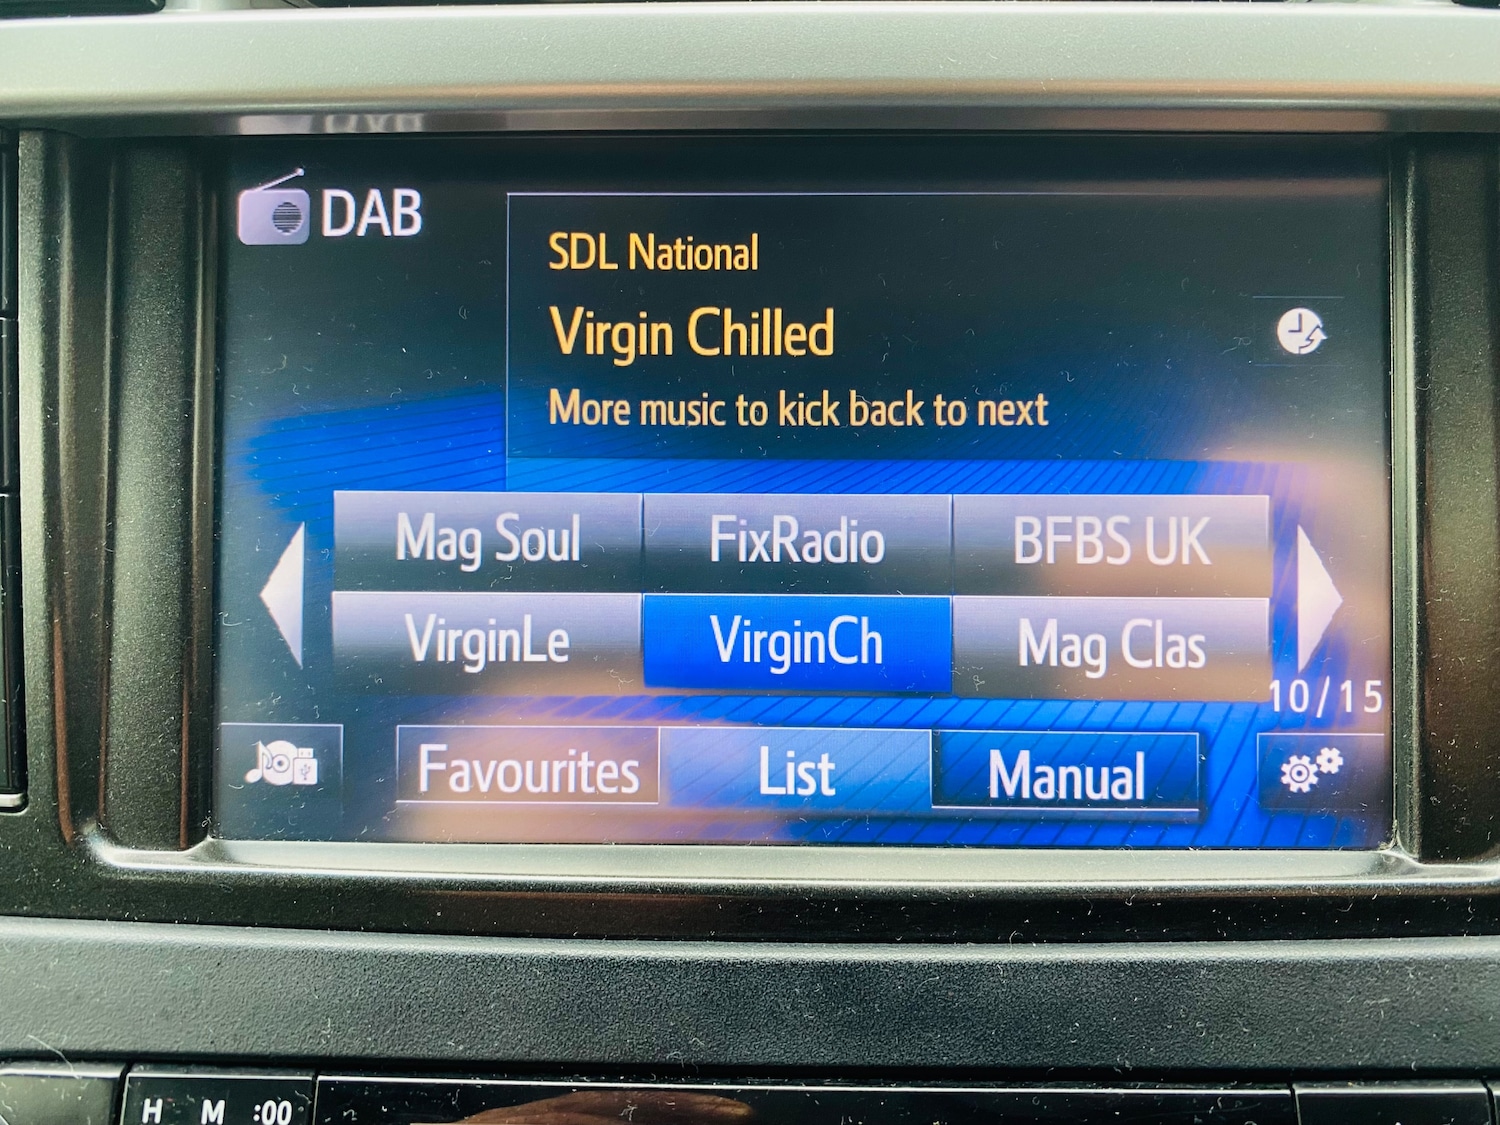 DAB
SDL National
Virgin Chilled
More music to kick back to next
Mag Soul FixRadio BFBS UK
VirginLe VirginCh Mag Clas
10/15
Favourites List Manual
H M :00